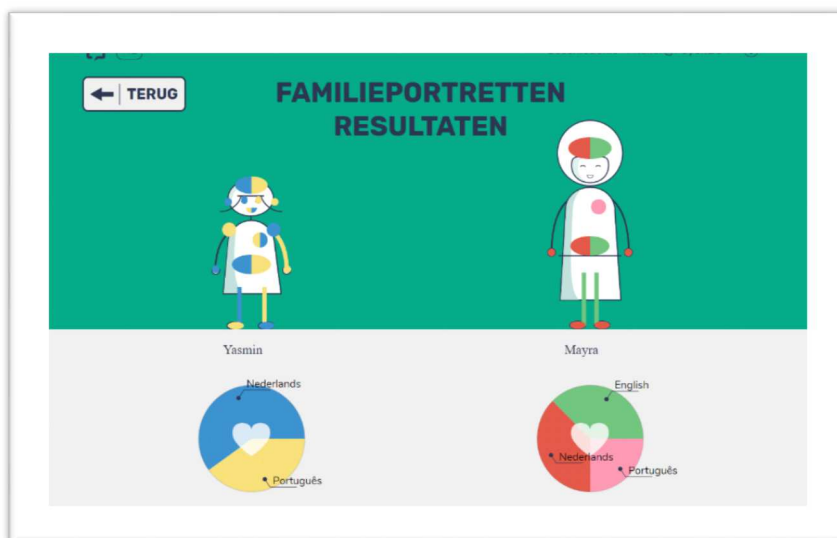 TERUG
FAMILIEPORTRETTEN
RESULTATEN
Yasmin
Mayra
Nederlands
Português
English
Nederlands
Português